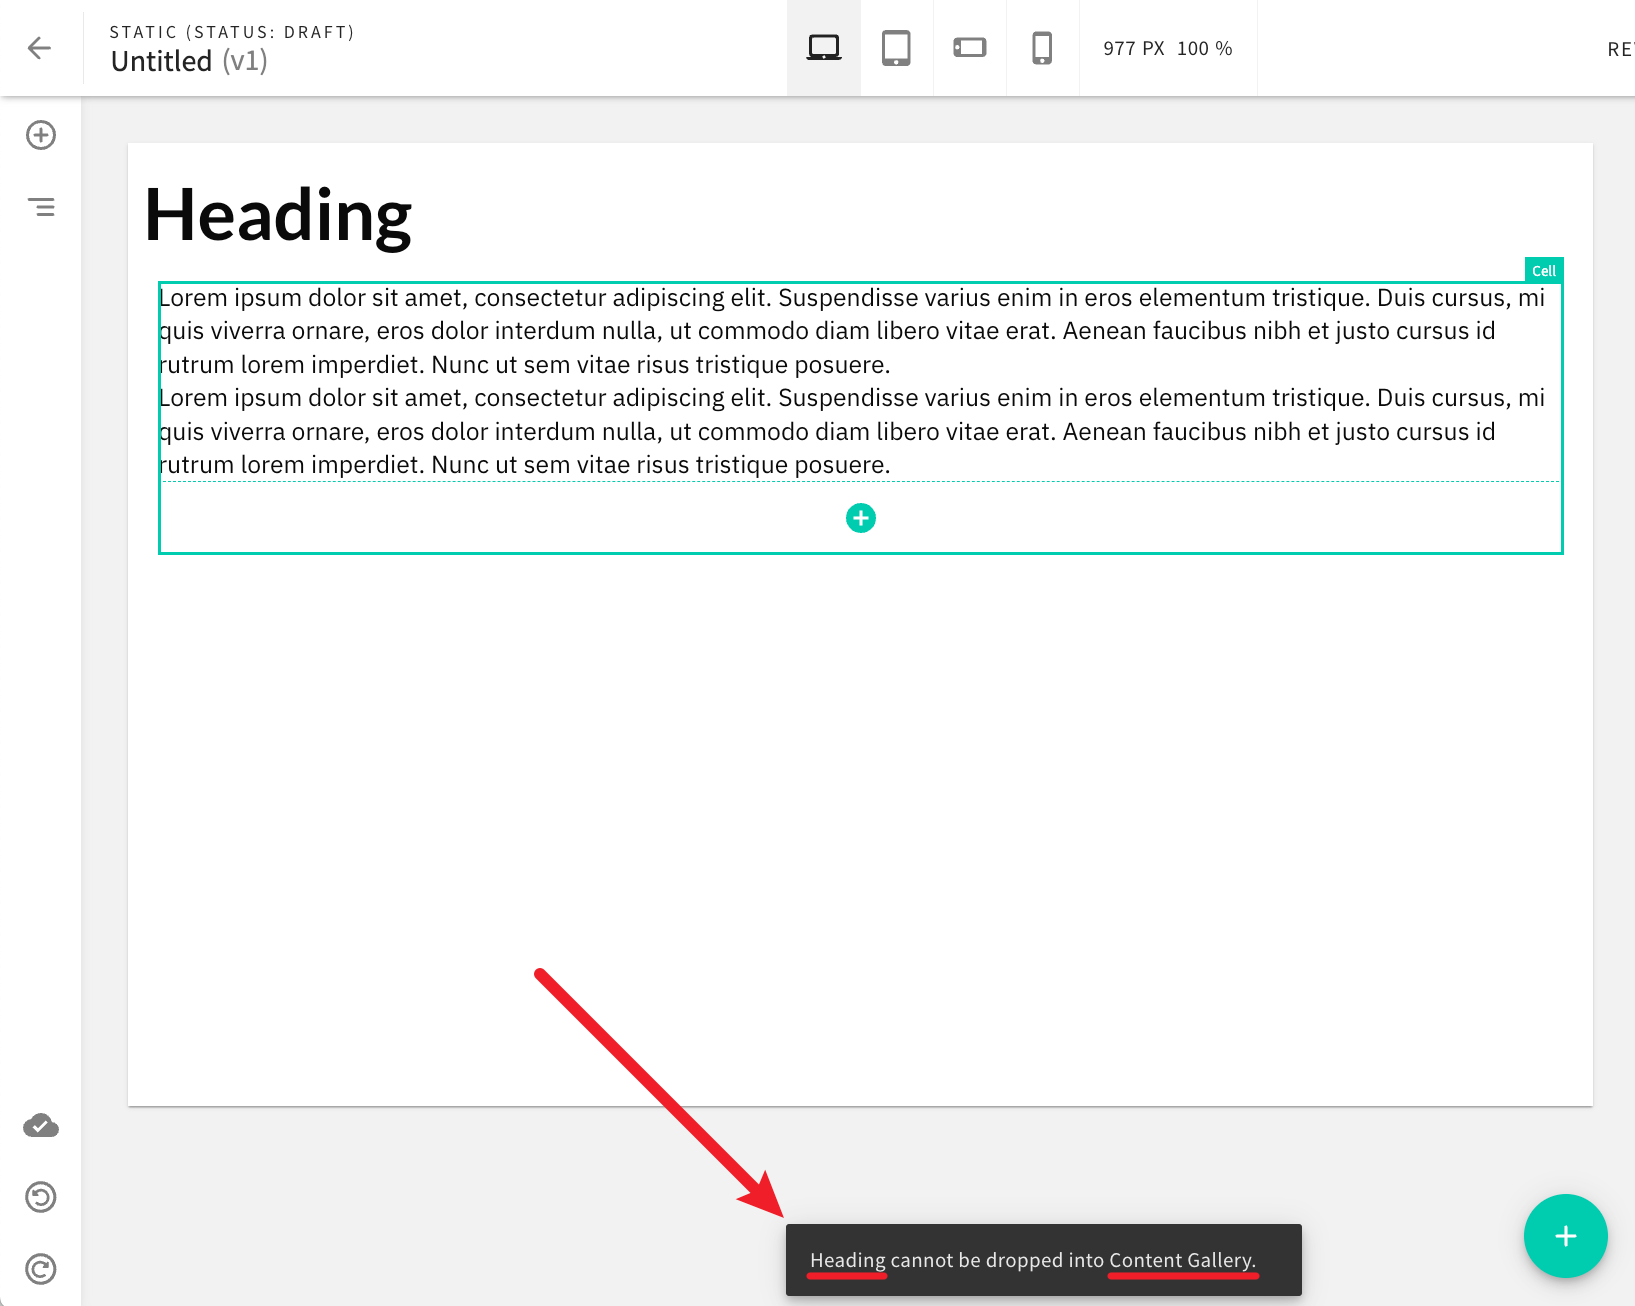 STATIC (STATUS: DRAFT)
Untitled (v1)
977 PX 100 %
RE
Heading
Cell
Lorem ipsum dolor sit amet, consectetur adipiscing elit. Suspendisse varius enim in eros elementum tristique. Duis cursus, mi
quis viverra ornare, eros dolor interdum nulla, ut commodo diam libero vitae erat. Aenean faucibus nibh et justo cursus id
rutrum lorem imperdiet. Nunc ut sem vitae risus tristique posuere.
Lorem ipsum dolor sit amet, consectetur adipiscing elit. Suspendisse varius enim in eros elementum tristique. Duis cursus, mi
quis viverra ornare, eros dolor interdum nulla, ut commodo diam libero vitae erat. Aenean faucibus nibh et justo cursus id
rutrum lorem imperdiet. Nunc ut sem vitae risus tristique posuere.
Heading cannot be dropped into Content Gallery.